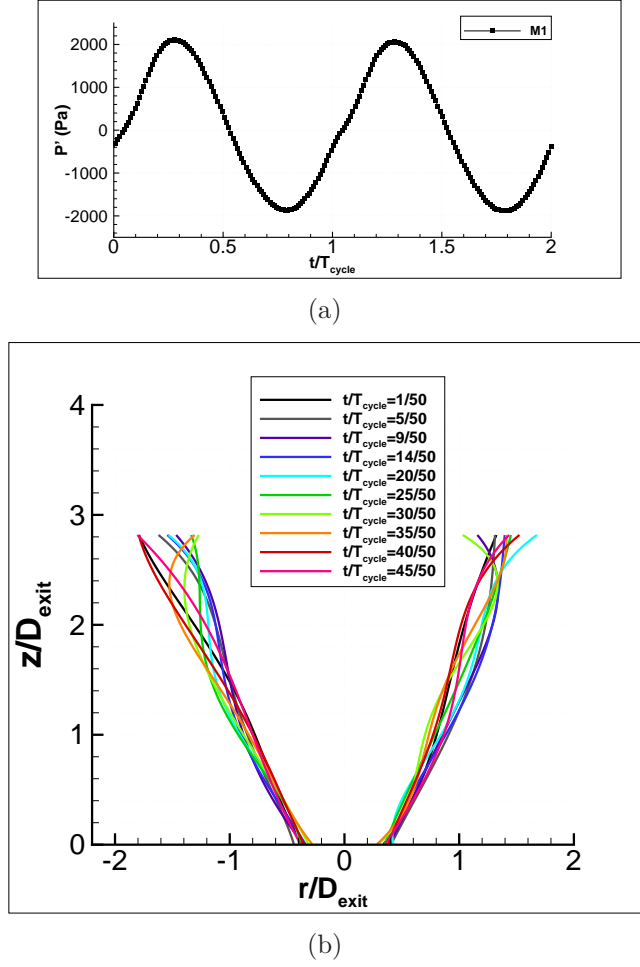 M1
2000
1000
0
-1000
-2000
P' (Pa)
0 0.5 1 1.5 2
t/Tcycle
(a)
4
3
2
1
0
z/Dexit
t/Tcycle=1/50
t/Tcycle=5/50
t/Tcycle=9/50
t/Tcycle=14/50
t/Tcycle=20/50
t/Tcycle=25/50
t/Tcycle=30/50
t/Tcycle=35/50
t/Tcycle=40/50
t/Tcycle=45/50
-2 -1 0 1 2
r/Dexit
(b)